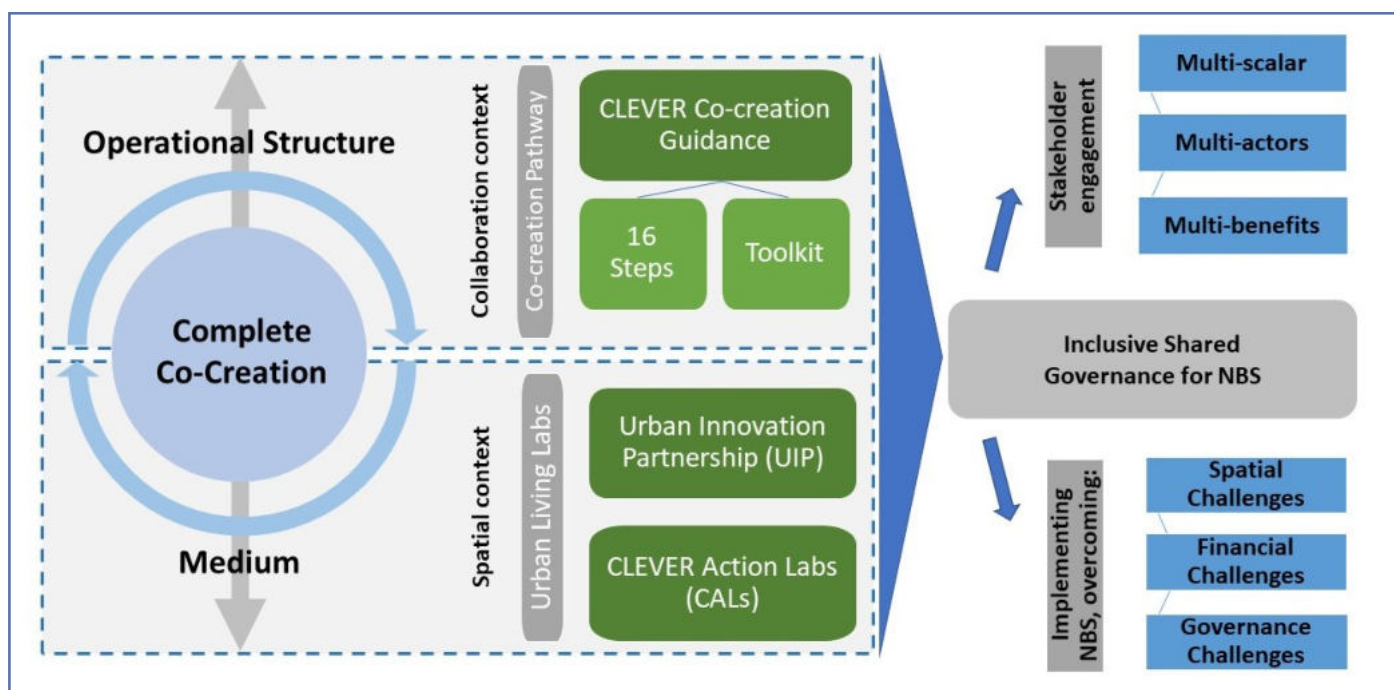 Operational Structure
Complete
Co-Creation
Medium
Collaboration context
Co-creation Pathway
CLEVER Co-creation
Guidance
16
Steps
Toolkit
Spatial context
Urban Living Labs
Urban Innovation
Partnership (UIP)
CLEVER Action Labs
(CALs)
Stakeholder
engagement
Multi-scalar
Multi-actors
Multi-benefits
Inclusive Shared
Governance for NBS
Implementing
NBS, overcoming:
Spatial
Challenges
Financial
Challenges
Governance
Challenges